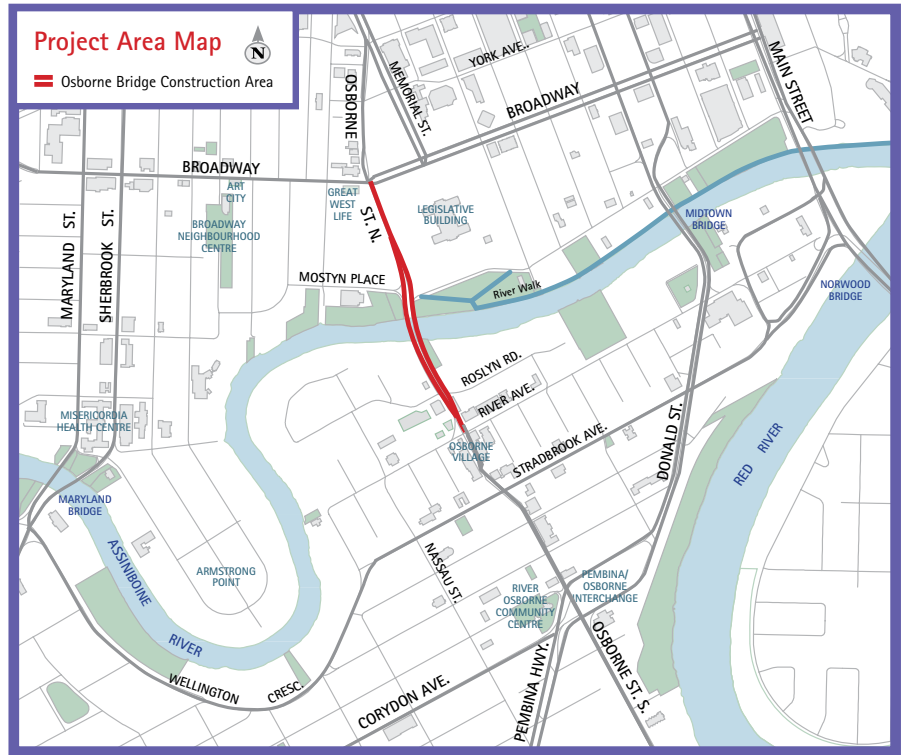 Project Area Map
N
Osborne Bridge Construction Area
OSBORNE
ST. N.
MEMORIAL ST.
YORK AVE..
BROADWAY
MAIN STREET
BROADWAY
ART
CITY
GREAT
WEST
LIFE
LEGISLATIVE
BUILDING
BROADWAY
NEIGHBOURHOOD
CENTRE
MARYLAND ST.
SHERBROOK ST.
MIDTOWN
BRIDGE
MOSTYN PLACE
River Walk
NORWOOD
BRIDGE
ROSLYN RD.
RIVER AVE.
MISERICORDIA
HEALTH CENTRE
OSBORNE
VILLAGE
STRADBROOK AVE.
DONALD ST.
RED RIVER
MARYLAND
BRIDGE
ASSINIBOINE
RIVER
ARMSTRONG
POINT
NASSAU ST.
RIVER
OSBORNE
COMMUNITY
CENTRE
PEMBINA/
OSBORNE
INTERCHANGE
WELLINGTON CRESC.
CORYDON AVE.
PEMBINA HWY.
OSBORNE ST. S.